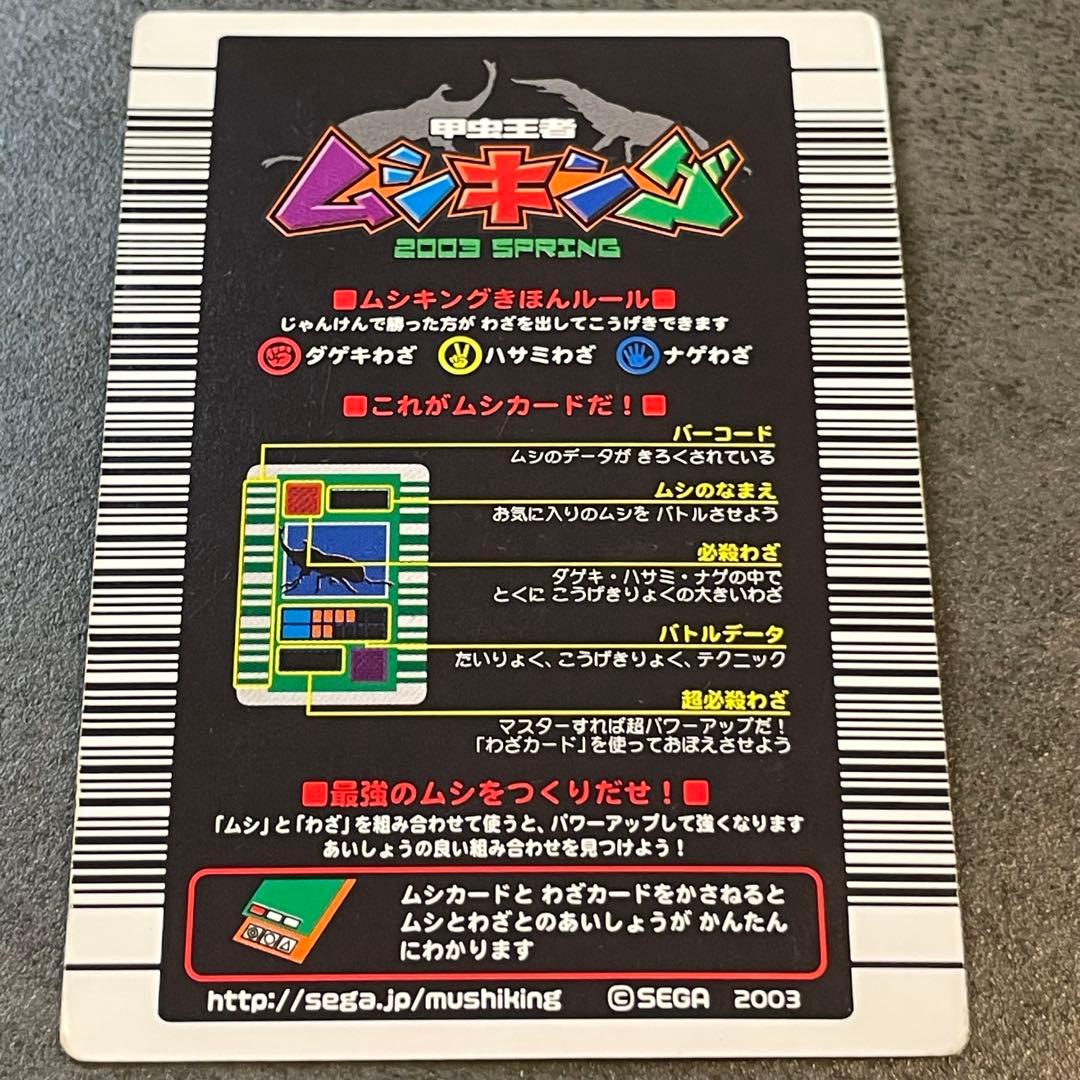 甲虫王者
ムシキング
2003 SPRING
■ムシキングきほんルール■
じゃんけんで勝った方が わざを出してこうげきできます
ダゲキわざ ハサミわざ ナゲわざ
■これがムシカードだ！■
バーコード
ムシのデータが きろくされている
ムシのなまえ
お気に入りのムシを バトルさせよう
必殺わざ
ダゲキ・ハサミ・ナゲの中で
とくに こうげきりょくの大きいわざ
バトルデータ
たいりょく、こうげきりょく、テクニック
超必殺わざ
マスターすれば超パワーアップだ！
「わざカード」を使っておぼえさせよう
■最強のムシをつくりだせ！■
「ムシ」と「わざ」を組み合わせて使うと、パワーアップして強くなります
あいしょうの良い組み合わせを見つけよう！
ムシカードと わざカードをかさねると
ムシとわざとのあいしょうが かんたん
にわかります
http://sega.jp/mushiking ©SEGA 2003